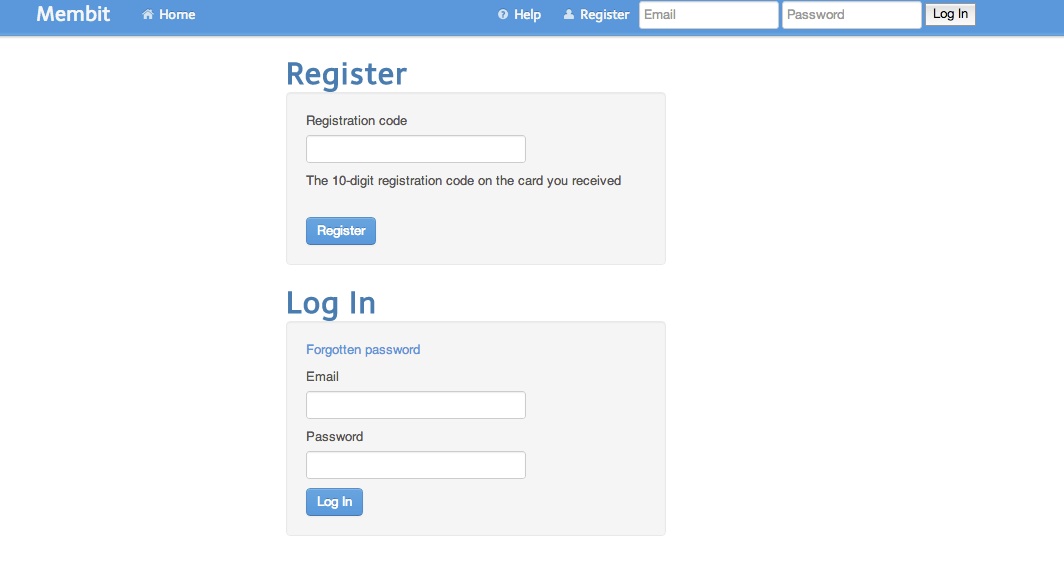 Membit Home Help Register Email Password Log In
Register
Registration code
The 10-digit registration code on the card you received
Register
Log In
Forgotten password
Email
Password
Log In